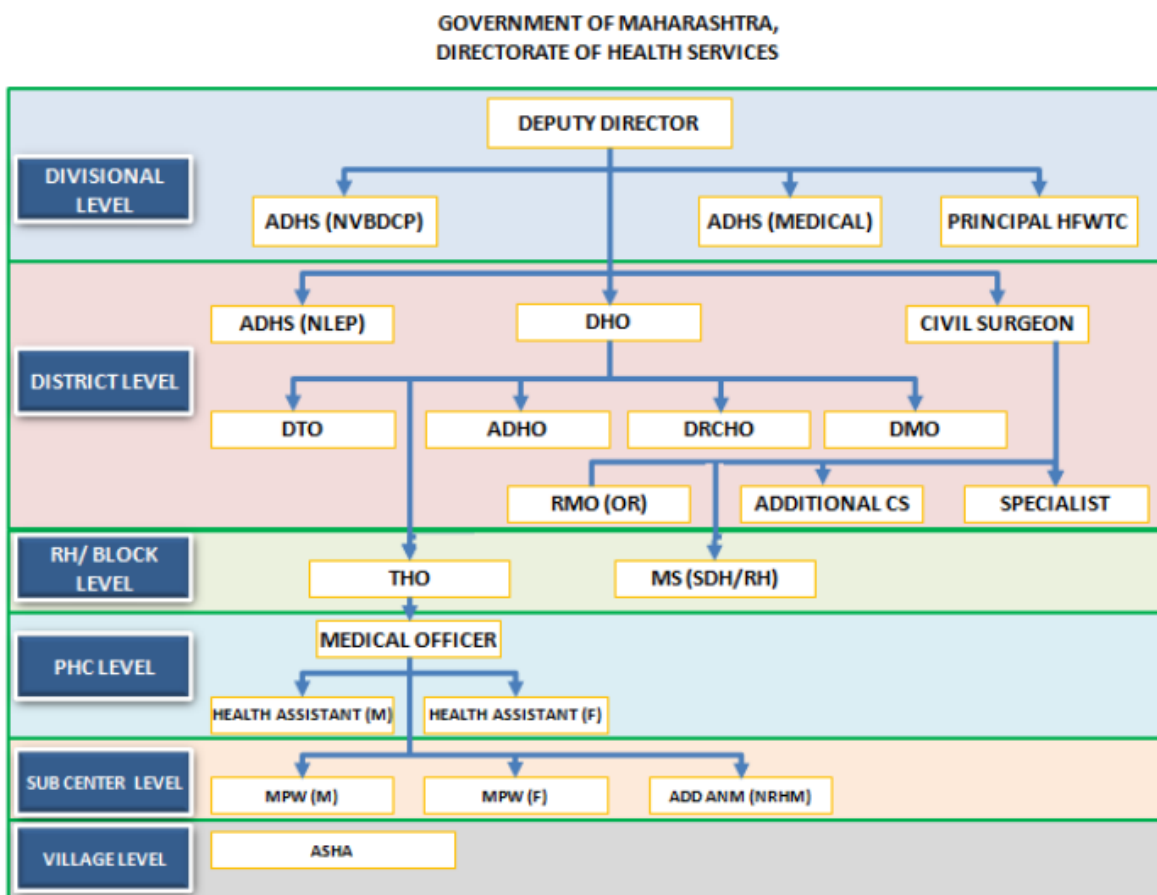 GOVERNMENT OF MAHARASHTRA,
DIRECTORATE OF HEALTH SERVICES
DIVISIONAL
LEVEL
DEPUTY DIRECTOR
ADHS (NVBDCP)
ADHS (MEDICAL)
PRINCIPAL HFWTC
DISTRICT LEVEL
ADHS (NLEP)
DHO
CIVIL SURGEON
DTO
ADHO
DRCHO
DMO
RMO (OR)
ADDITIONAL CS
SPECIALIST
RH/ BLOCK
LEVEL
THO
MS (SDH/RH)
PHC LEVEL
MEDICAL OFFICER
HEALTH ASSISTANT (M)
HEALTH ASSISTANT (F)
SUB CENTER LEVEL
MPW (M)
MPW (F)
ADD ANM (NRHM)
VILLAGE LEVEL
ASHA